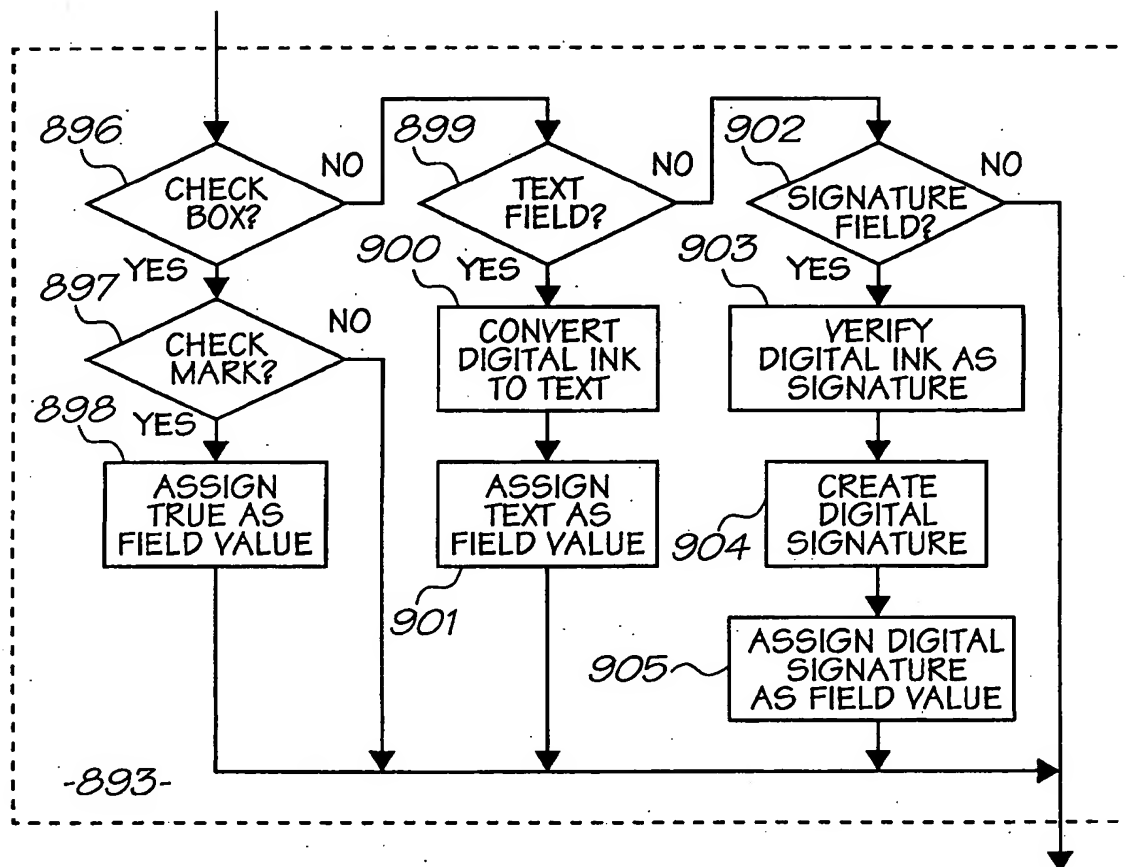 896
CHECK
BOX?
NO
YES
899
TEXT
FIELD?
NO
YES
902
SIGNATURE
FIELD?
NO
YES
897
CHECK
MARK?
NO
YES
900
CONVERT
DIGITAL INK
TO TEXT
903
VERIFY
DIGITAL INK AS
SIGNATURE
898
ASSIGN
TRUE AS
FIELD VALUE
ASSIGN
TEXT AS
FIELD VALUE
901
CREATE
DIGITAL
SIGNATURE
904
ASSIGN DIGITAL
SIGNATURE
AS FIELD VALUE
905
-893-